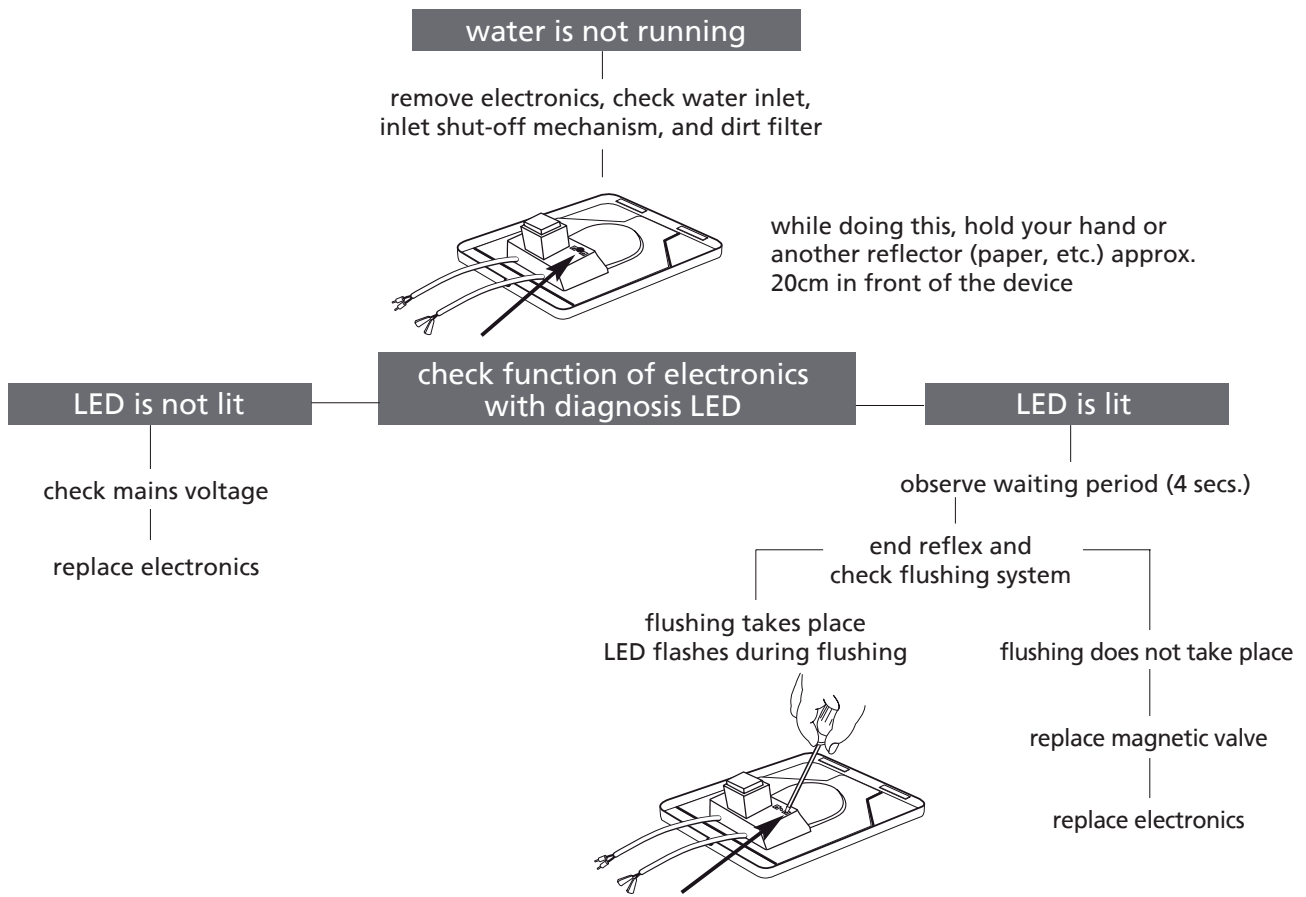 water is not running
remove electronics, check water inlet,
inlet shut-off mechanism, and dirt filter
while doing this, hold your hand or
another reflector (paper, etc.) approx.
20cm in front of the device
check function of electronics
with diagnosis LED
LED is not lit
check mains voltage
replace electronics
LED is lit
observe waiting period (4 secs.)
end reflex and
check flushing system
flushing takes place
LED flashes during flushing
flushing does not take place
replace magnetic valve
replace electronics